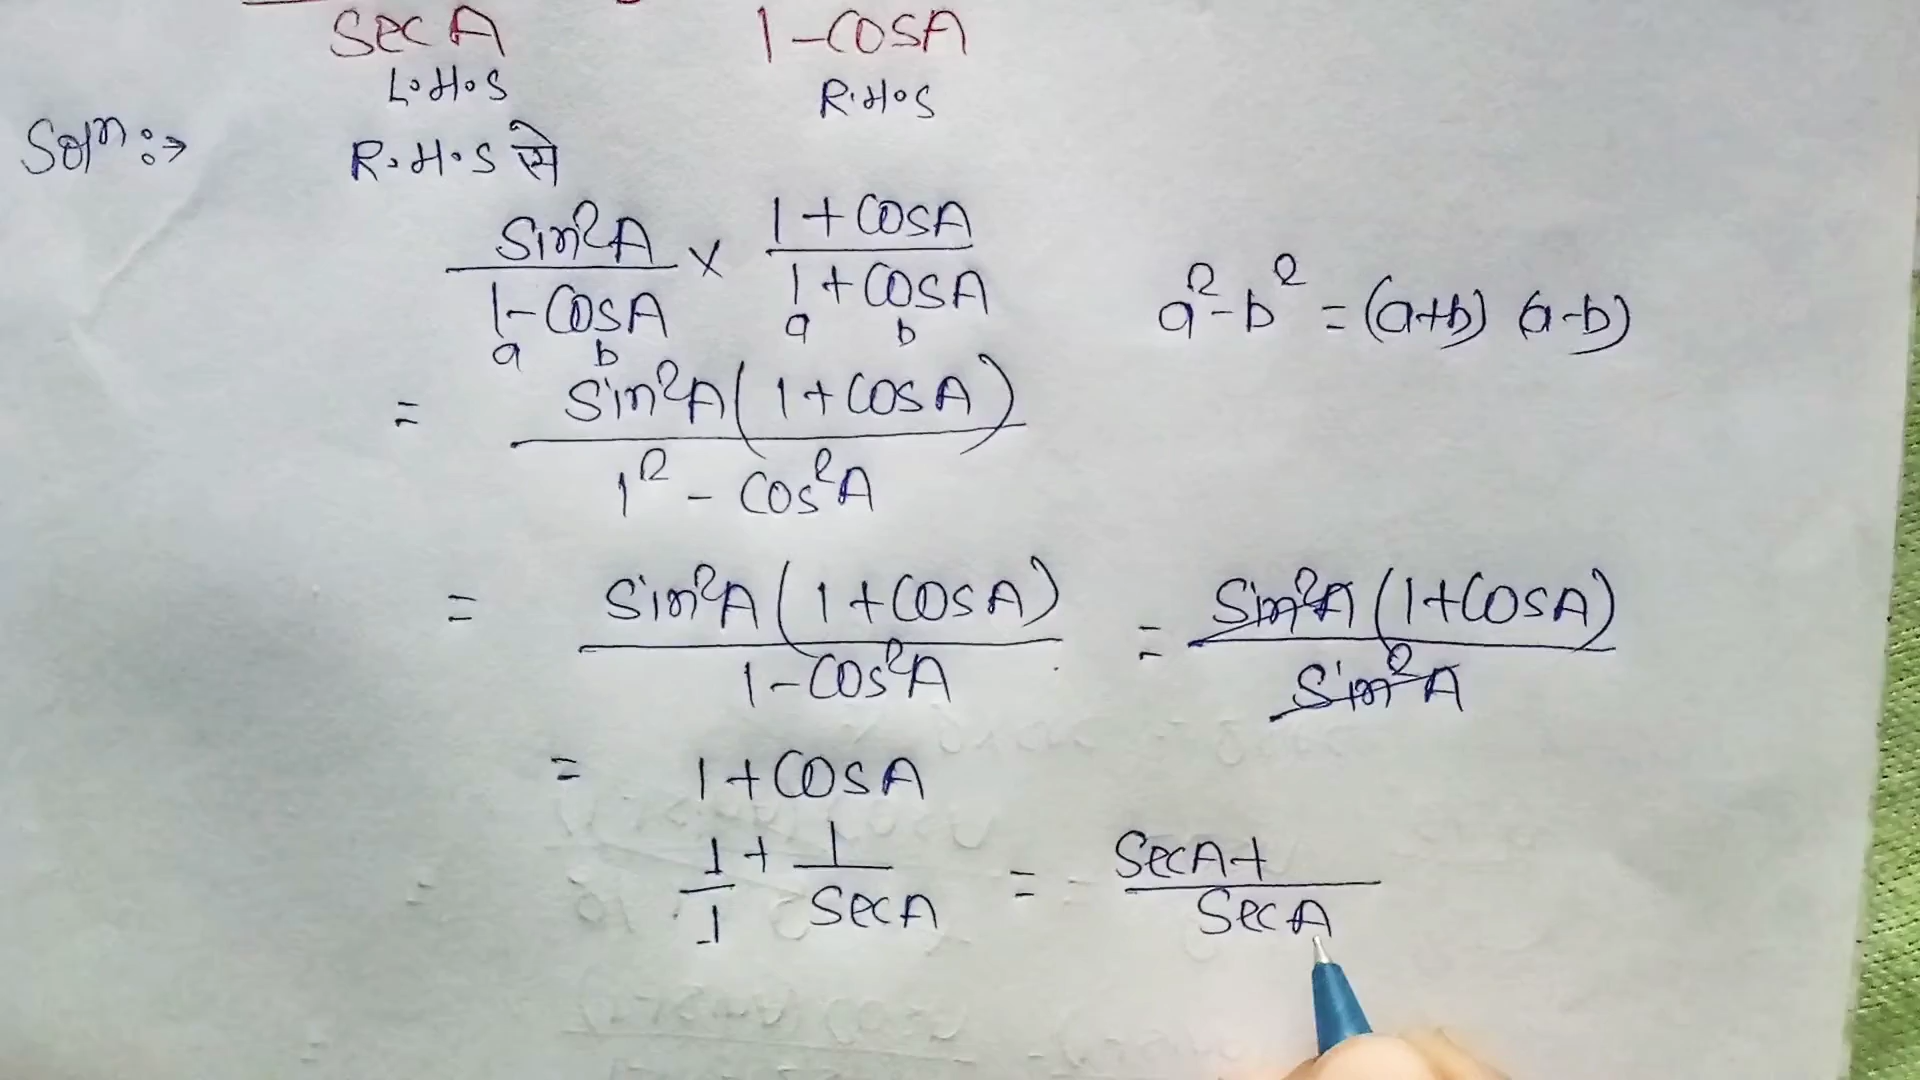 SecA 1-COSA
L.H.S R.H.S
Solⁿ:→ R.H.S से
Sin²A/1-COSA × 1+COSA/1+COSA a²-b² = (a+b) (a-b)
a b a b
= Sin²A(1+COSA)/1²-COS²A
= Sin²A(1+COSA)/1-COS²A = Sin²A(1+COSA)/Sin²A
= 1+COSA
1/1 + 1/SecA = SecA+/SecA